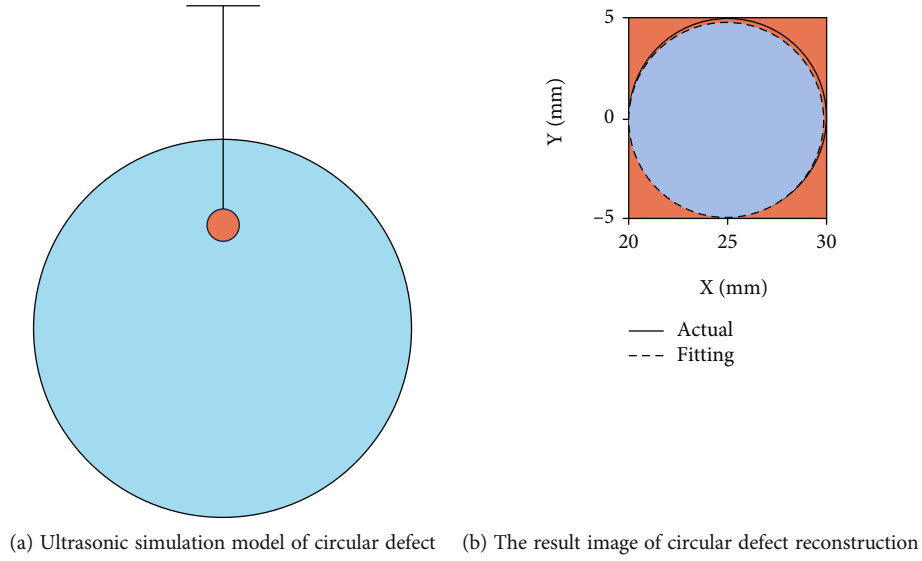 5
0
−5
Y (mm)
20 25 30
X (mm)
Actual
Fitting
(a) Ultrasonic simulation model of circular defect
(b) The result image of circular defect reconstruction